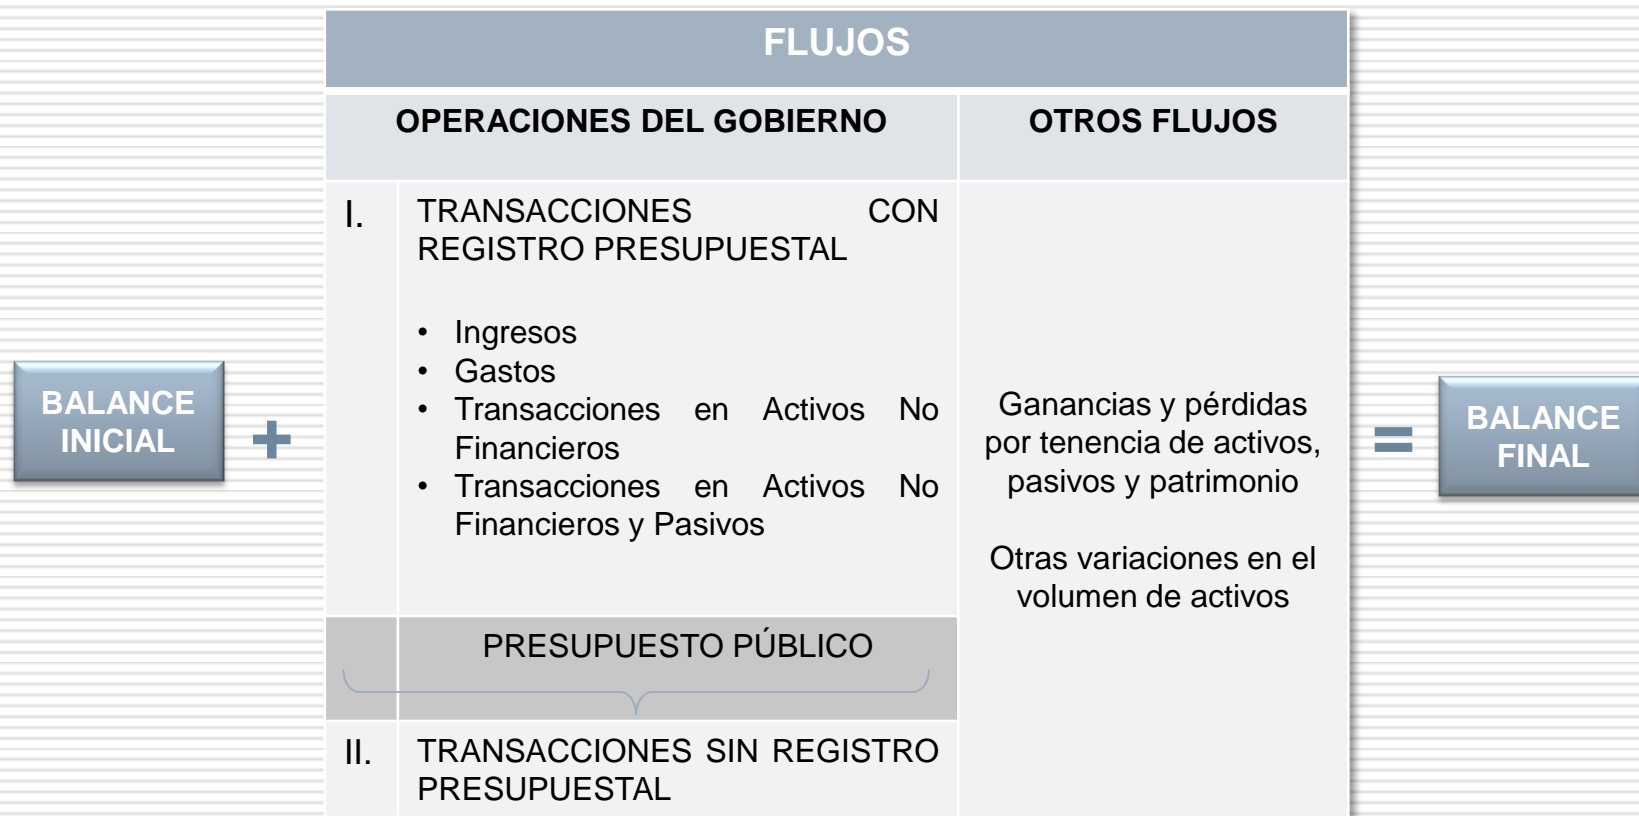 FLUJOS
OPERACIONES DEL GOBIERNO
OTROS FLUJOS
I.
TRANSACCIONES CON
REGISTRO PRESUPUESTAL
• Ingresos
• Gastos
• Transacciones en Activos No
Financieros
• Transacciones en Activos No
Financieros y Pasivos
PRESUPUESTO PÚBLICO
II.
TRANSACCIONES SIN REGISTRO
PRESUPUESTAL
Ganancias y pérdidas
por tenencia de activos,
pasivos y patrimonio
Otras variaciones en el
volumen de activos
BALANCE
INICIAL
+
=
BALANCE
FINAL